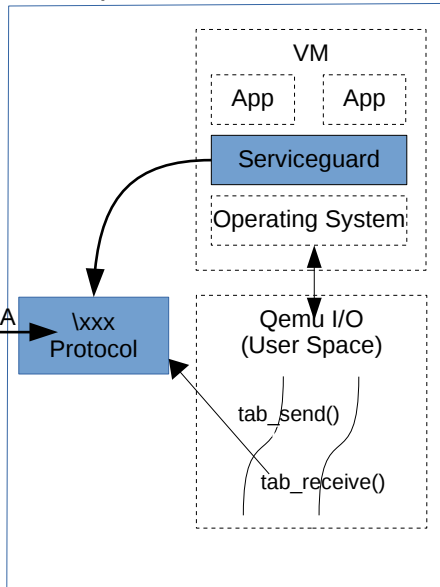 VM
App
App
Serviceguard
Operating System
A
\xxx
Protocol
Qemu I/O
(User Space)
tab_send()
tab_receive()